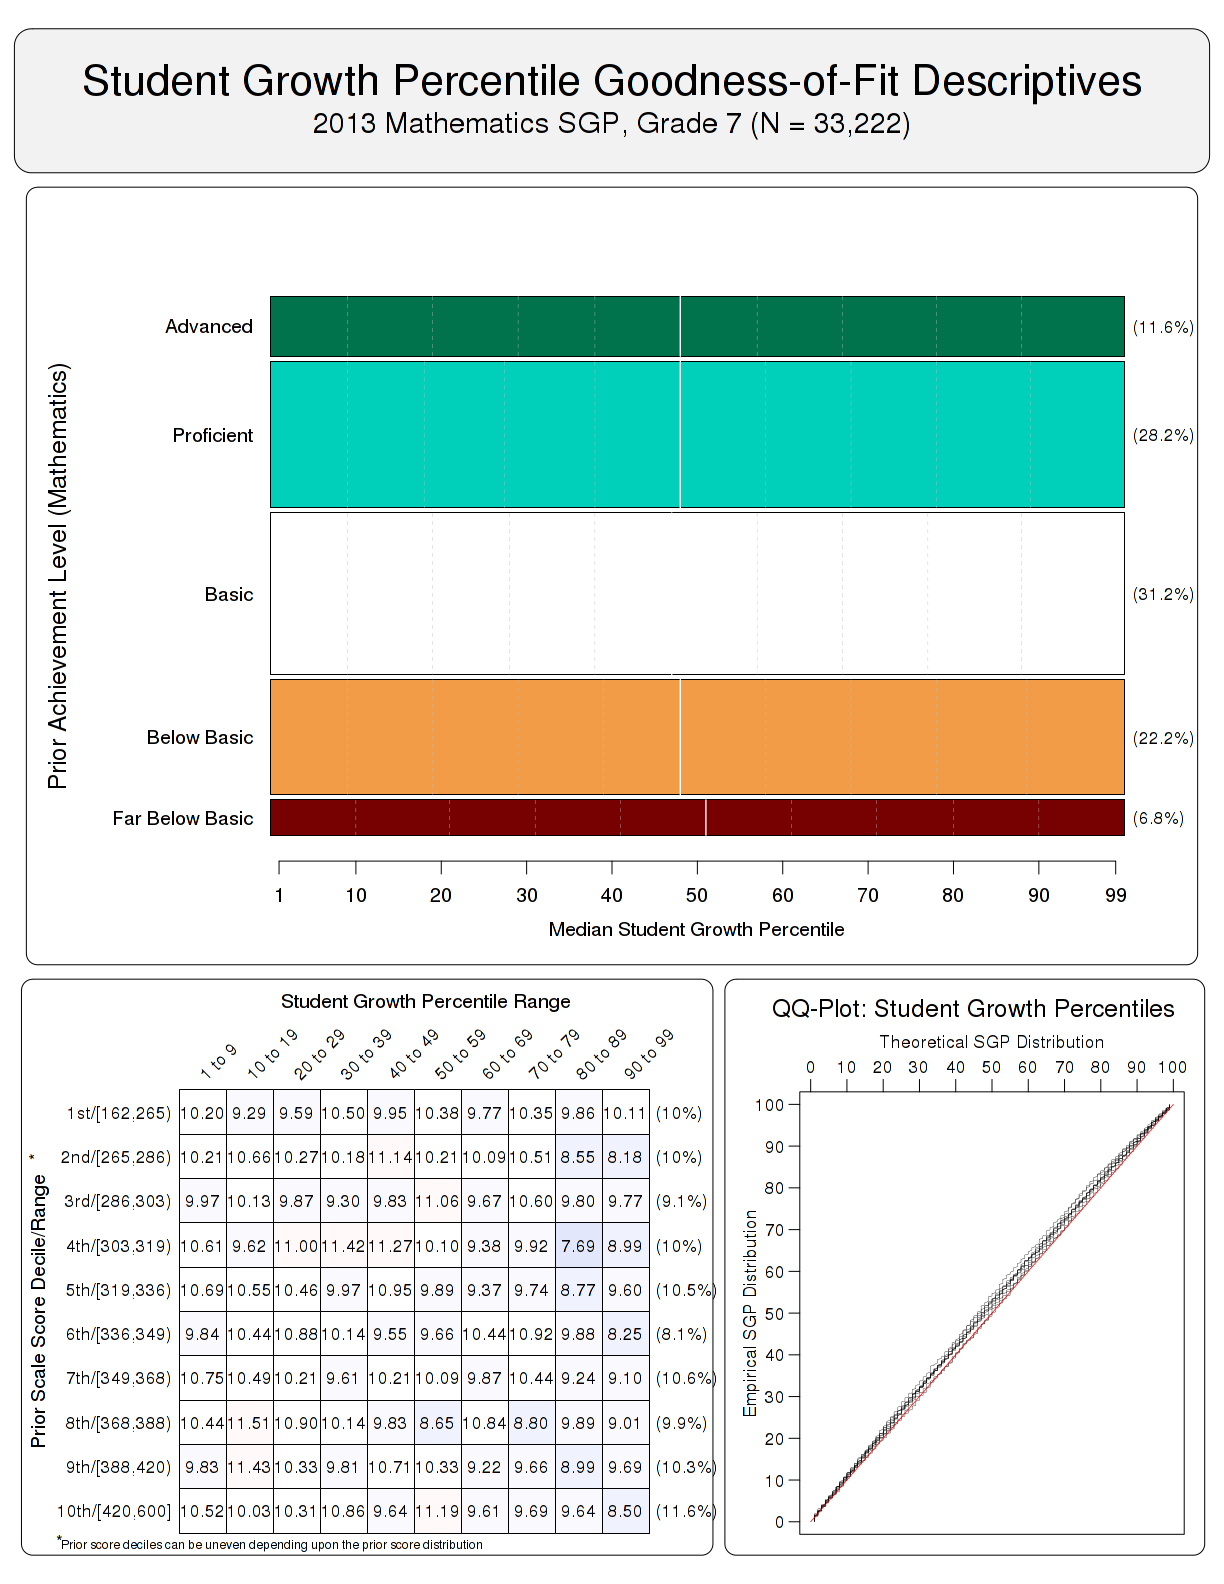 Student Growth Percentile Goodness-of-Fit Descriptives
2013 Mathematics SGP, Grade 7 (N = 33,222)
Prior Achievement Level (Mathematics)
Advanced (11.6%)
Proficient (28.2%)
Basic (31.2%)
Below Basic (22.2%)
Far Below Basic (6.8%)
1 10 20 30 40 50 60 70 80 90 99
Median Student Growth Percentile
Student Growth Percentile Range
1 to 9 10 to 19 20 to 29 30 to 39 40 to 49 50 to 59 60 to 69 70 to 79 80 to 89 90 to 99
Prior Scale Score Decile/Range *
1st/[162,265) 10.20 9.29 9.59 10.50 9.95 10.38 9.77 10.35 9.86 10.11 (10%)
2nd/[265,286) 10.21 10.66 10.27 10.18 11.14 10.21 10.09 10.51 8.55 8.18 (10%)
3rd/[286,303) 9.97 10.13 9.87 9.30 9.83 11.06 9.67 10.60 9.80 9.77 (9.1%)
4th/[303,319) 10.61 9.62 11.00 11.42 11.27 10.10 9.38 9.92 7.69 8.99 (10%)
5th/[319,336) 10.69 10.55 10.46 9.97 10.95 9.89 9.37 9.74 8.77 9.60 (10.5%)
6th/[336,349) 9.84 10.44 10.88 10.14 9.55 9.66 10.44 10.92 9.88 8.25 (8.1%)
7th/[349,368) 10.75 10.49 10.21 9.61 10.21 10.09 9.87 10.44 9.24 9.10 (10.6%)
8th/[368,388) 10.44 11.51 10.90 10.14 9.83 8.65 10.84 8.80 9.89 9.01 (9.9%)
9th/[388,420) 9.83 11.43 10.33 9.81 10.71 10.33 9.22 9.66 8.99 9.69 (10.3%)
10th/[420,600] 10.52 10.03 10.31 10.86 9.64 11.19 9.61 9.69 9.64 8.50 (11.6%)
*Prior score deciles can be uneven depending upon the prior score distribution
QQ-Plot: Student Growth Percentiles
Theoretical SGP Distribution
0 10 20 30 40 50 60 70 80 90 100
Empirical SGP Distribution
100
90
80
70
60
50
40
30
20
10
0